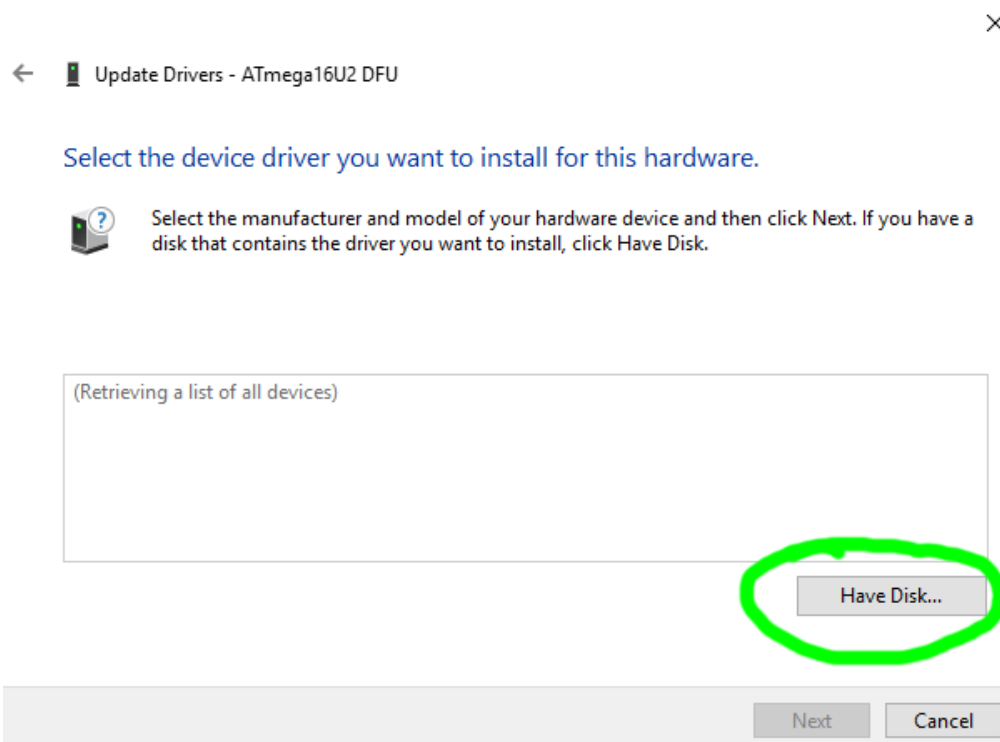 Update Drivers - ATmega16U2 DFU
Select the device driver you want to install for this hardware.
Select the manufacturer and model of your hardware device and then click Next. If you have a
disk that contains the driver you want to install, click Have Disk.
(Retrieving a list of all devices)
Have Disk...
Next
Cancel